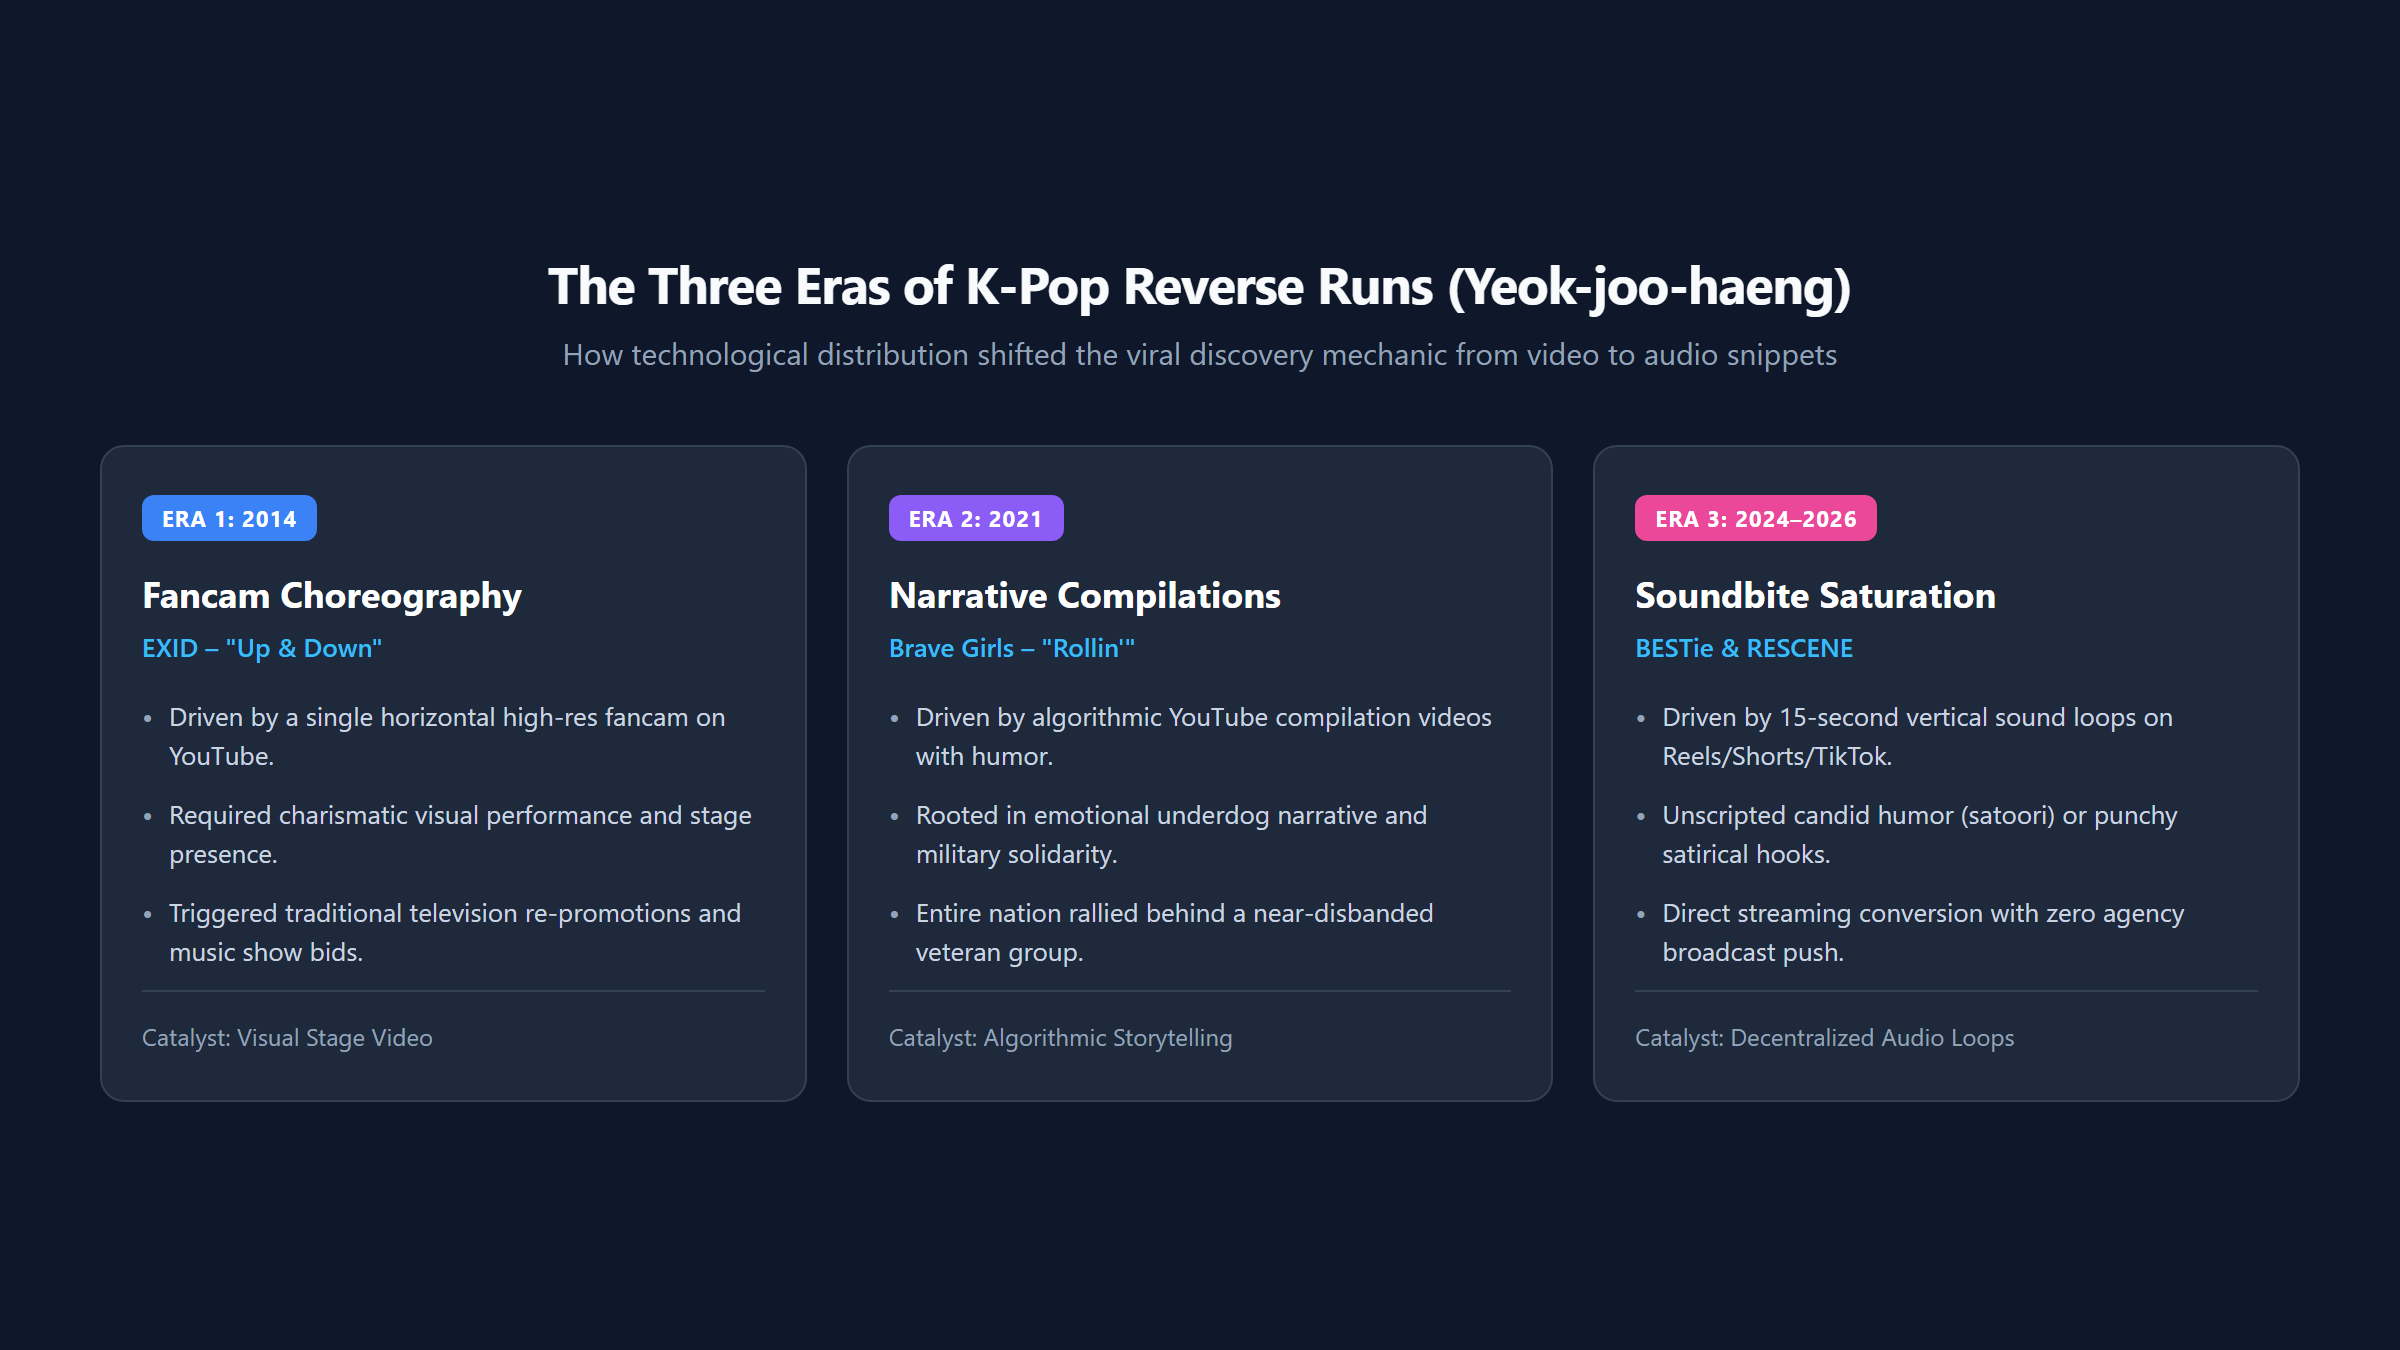 The Three Eras of K-Pop Reverse Runs (Yeok-joo-haeng)
How technological distribution shifted the viral discovery mechanic from video to audio snippets
ERA 1: 2014
Fancam Choreography
EXID – "Up & Down"
• Driven by a single horizontal high-res fancam on
YouTube.
• Required charismatic visual performance and stage
presence.
• Triggered traditional television re-promotions and
music show bids.
Catalyst: Visual Stage Video
ERA 2: 2021
Narrative Compilations
Brave Girls – "Rollin'"
• Driven by algorithmic YouTube compilation videos
with humor.
• Rooted in emotional underdog narrative and
military solidarity.
• Entire nation rallied behind a near-disbanded
veteran group.
Catalyst: Algorithmic Storytelling
ERA 3: 2024–2026
Soundbite Saturation
BESTie & RESCENE
• Driven by 15-second vertical sound loops on
Reels/Shorts/TikTok.
• Unscripted candid humor (satoori) or punchy
satirical hooks.
• Direct streaming conversion with zero agency
broadcast push.
Catalyst: Decentralized Audio Loops